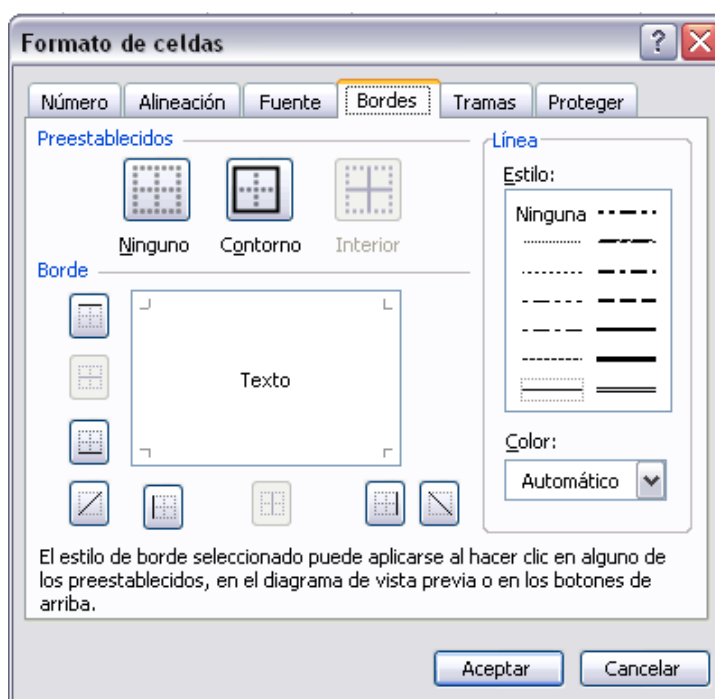 Formato de celdas
Número Alineación Fuente Bordes Tramas Proteger
Preestablecidos
Ninguno Contorno Interior
Borde
Texto
Línea
Estilo:
Ninguna
Color:
Automático
El estilo de borde seleccionado puede aplicarse al hacer clic en alguno de
los preestablecidos, en el diagrama de vista previa o en los botones de
arriba.
Aceptar Cancelar